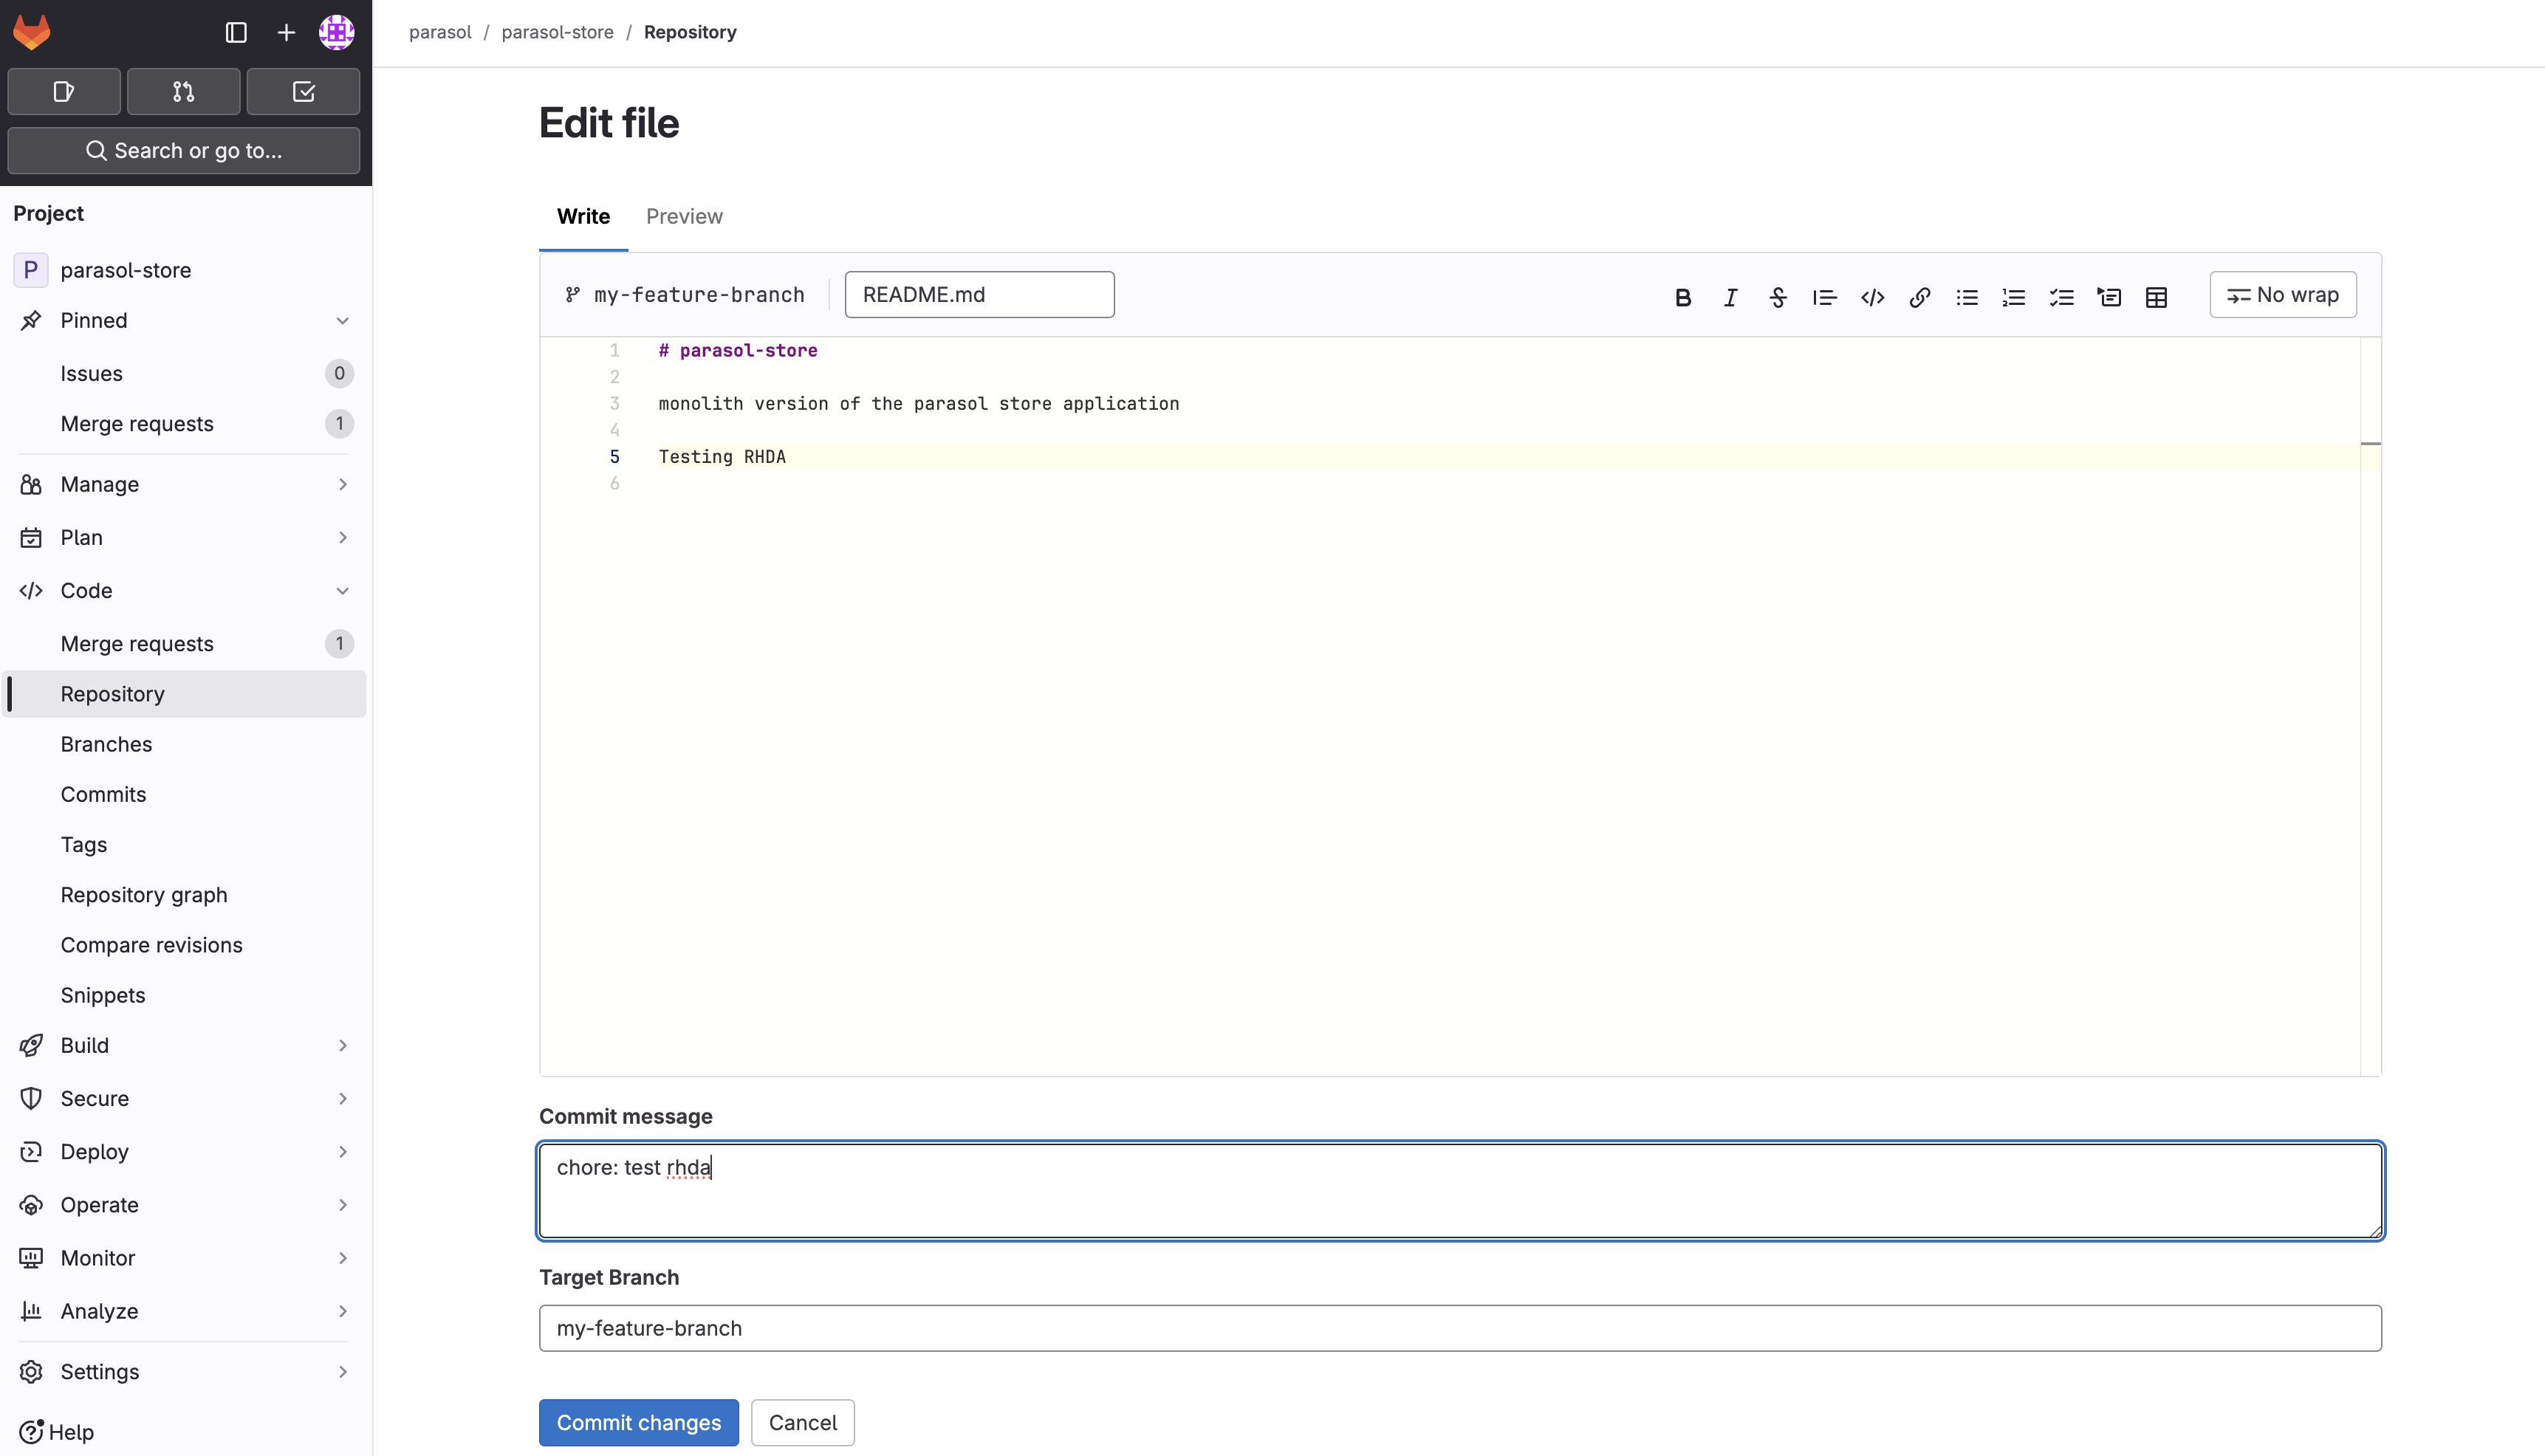 parasol / parasol-store / Repository
Search or go to...
Project
P parasol-store
Pinned
Issues 0
Merge requests 1
Manage
Plan
Code
Merge requests 1
Repository
Branches
Commits
Tags
Repository graph
Compare revisions
Snippets
Build
Secure
Deploy
Operate
Monitor
Analyze
Settings
Help
Edit file
Write Preview
my-feature-branch README.md No wrap
1 # parasol-store
2
3 monolith version of the parasol store application
4
5 Testing RHDA
6
Commit message
chore: test rhda
Target Branch
my-feature-branch
Commit changes Cancel